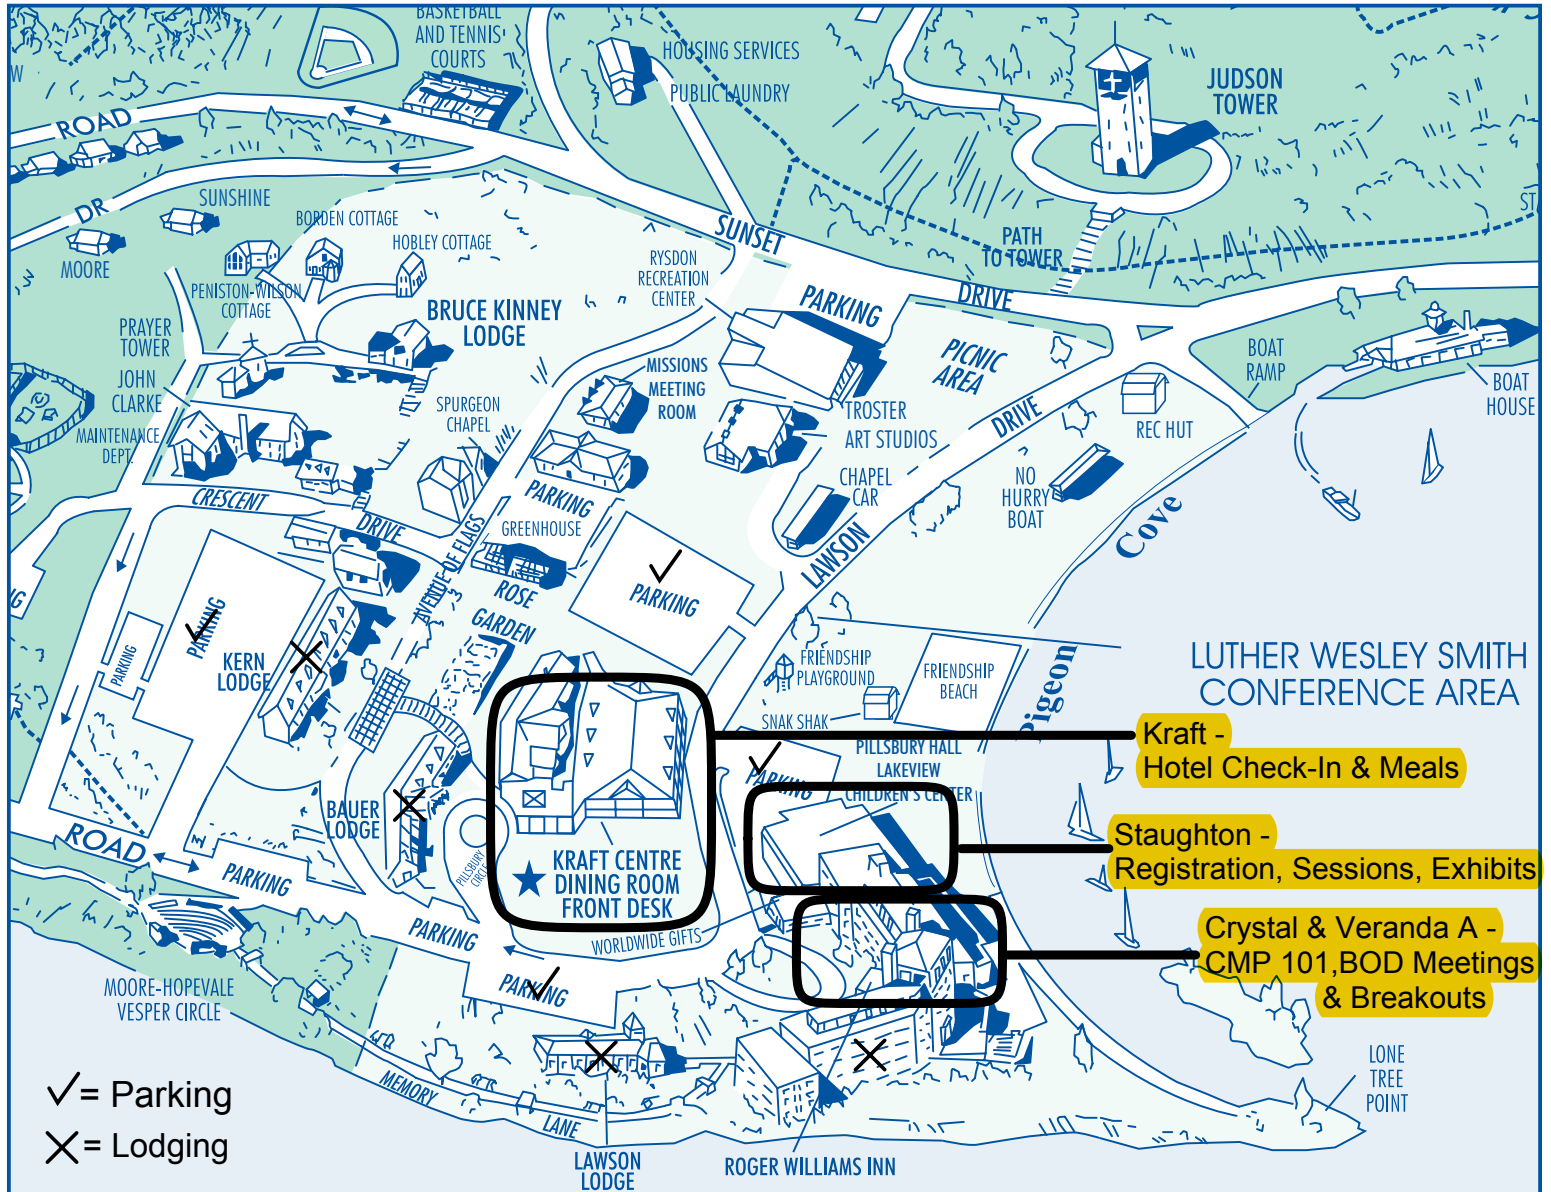 BASKETBALL
AND TENNIS
COURTS
HOUSING SERVICES
PUBLIC LAUNDRY
JUDSON
TOWER
W
ROAD
DR
SUNSHINE
MOORE
BORDEN COTTAGE
HOBLEY COTTAGE
PENISTON-WILSON
COTTAGE
SUNSET
DRIVE
PATH
TO TOWER
ST
RYSDON
RECREATION
CENTER
PARKING
PICNIC
AREA
BRUCE KINNEY
LODGE
PRAYER
TOWER
JOHN
CLARKE
MAINTENANCE
DEPT.
MISSIONS
MEETING
ROOM
SPURGEON
CHAPEL
TROSTER
ART STUDIOS
BOAT
RAMP
BOAT
HOUSE
REC HUT
DRIVE
LAWSON
CHAPEL
CAR
NO
HURRY
BOAT
Cove
Pigeon
CRESCENT
DRIVE
AVENUE OF FLAGS
PARKING
GREENHOUSE
ROSE
GARDEN
PARKING
PARKING
PARKING
NG
KERN
LODGE
FRIENDSHIP
PLAYGROUND
FRIENDSHIP
BEACH
SNAK SHAK
LUTHER WESLEY SMITH
CONFERENCE AREA
Kraft -
Hotel Check-In & Meals
PARKING
PILLSBURY HALL
LAKEVIEW
CHILDREN'S CENTER
Staughton -
Registration, Sessions, Exhibits
BAUER
LODGE
PILLSBURY
CIRCLE
KRAFT CENTRE
DINING ROOM
FRONT DESK
ROAD
PARKING
PARKING
WORLDWIDE GIFTS
PARKING
Crystal & Veranda A -
CMP 101,BOD Meetings
& Breakouts
MOORE-HOPEVALE
VESPER CIRCLE
MEMORY
LANE
LAWSON
LODGE
ROGER WILLIAMS INN
LONE
TREE
POINT
= Parking
= Lodging